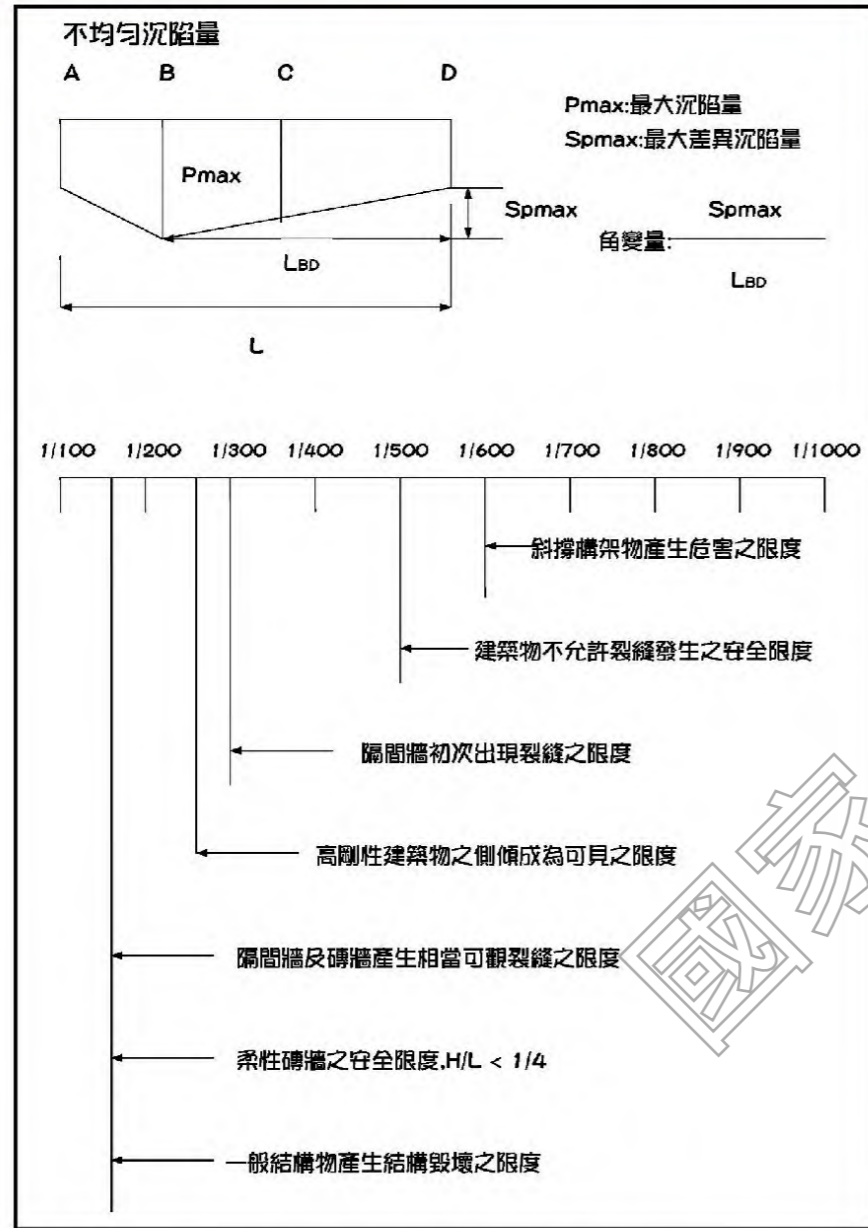 不均勻沉陷量
A B C D
Pmax:最大沉陷量
Spmax:最大差異沉陷量
Pmax
Spmax
Spmax
角變量:
LBD
LBD
L
1/100 1/200 1/300 1/400 1/500 1/600 1/700 1/800 1/900 1/1000
斜撐構架物產生危害之限度
建築物不允許裂縫發生之安全限度
隔間牆初次出現裂縫之限度
高剛性建築物之側傾成為可見之限度
隔間牆及磚牆產生相當可觀裂縫之限度
柔性磚牆之安全限度,H/L < 1/4
一般結構物產生結構毀壞之限度
國家